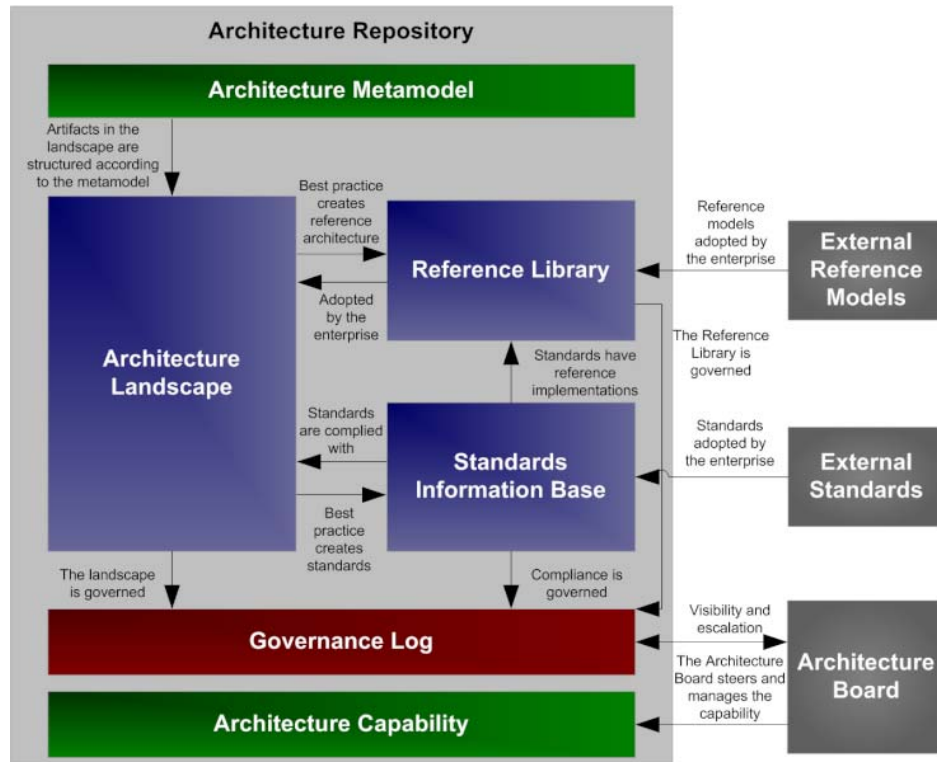 Architecture Repository
Architecture Metamodel
Artifacts in the
landscape are
structured according
to the metamodel
Best practice
creates
reference
architecture
Reference
models
adopted by
the enterprise
External
Reference
Models
Reference Library
Adopted
by the
enterprise
The Reference
Library is
governed
Architecture
Landscape
Standards have
reference
implementations
Standards
are complied
with
Standards
adopted by
the enterprise
Standards
Information Base
External
Standards
Best
practice
creates
standards
The landscape
is governed
Compliance is
governed
Visibility and
escalation
Governance Log
The Architecture
Board steers and
manages the
capability
Architecture
Board
Architecture Capability